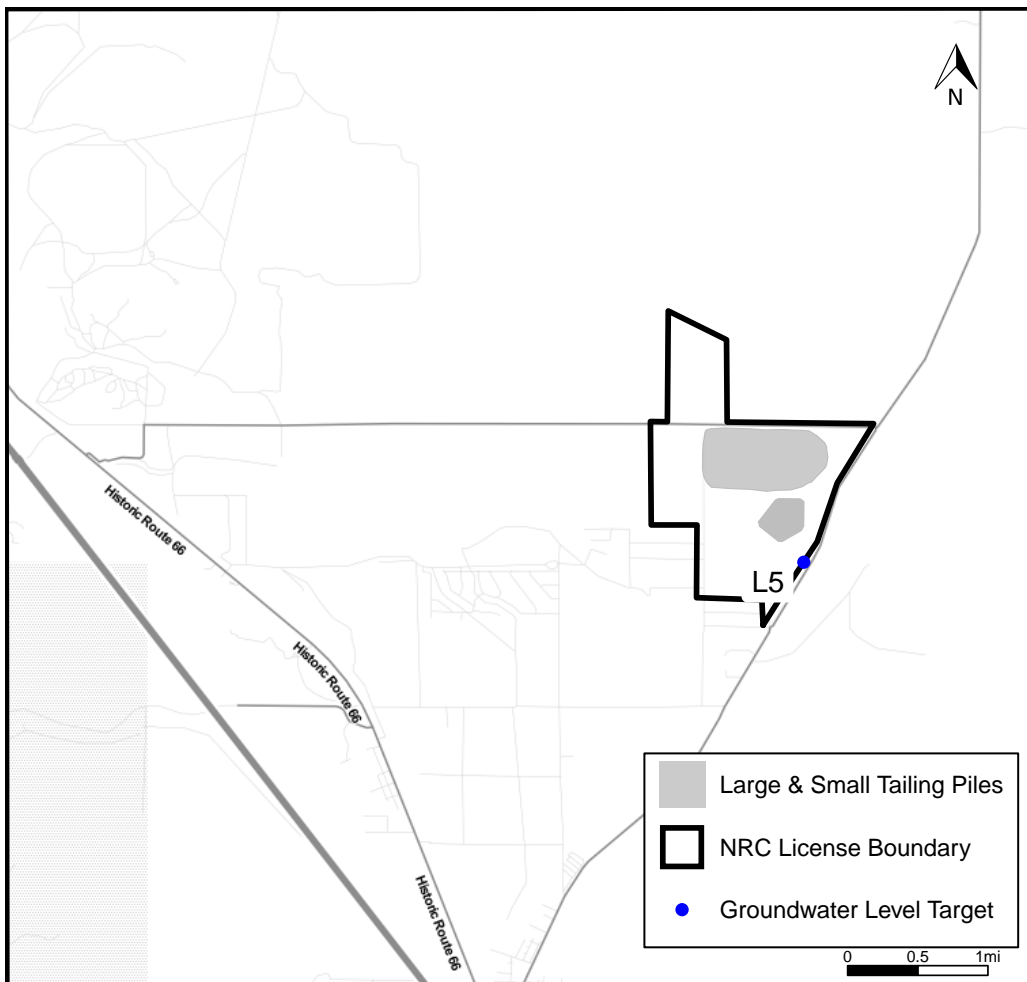 N
Historic Route 66
L5
Historic Route 66
Large & Small Tailing Piles
NRC License Boundary
Historic Route 66
Groundwater Level Target
0 0.5 1mi